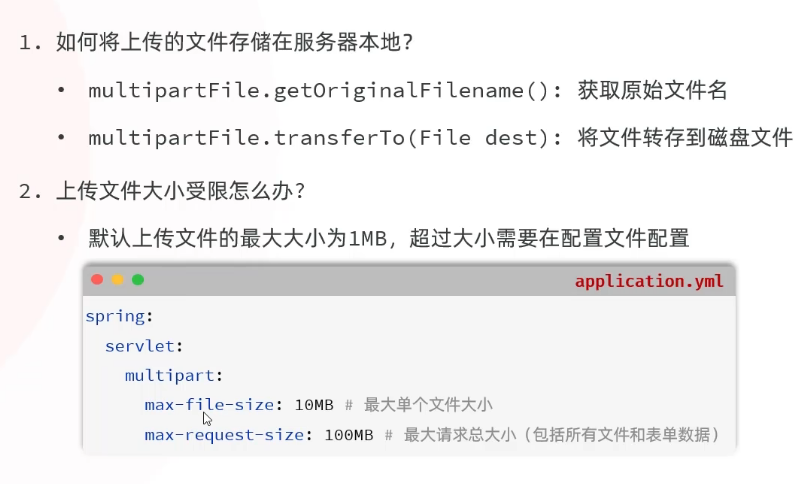 1. 如何将上传的文件存储在服务器本地？
• multipartFile.getOriginalFilename(): 获取原始文件名
• multipartFile.transferTo(File dest): 将文件转存到磁盘文件
2. 上传文件大小受限怎么办？
• 默认上传文件的最大大小为1MB，超过大小需要在配置文件配置
application.yml
spring:
  servlet:
    multipart:
      max-file-size: 10MB # 最大单个文件大小
      max-request-size: 100MB # 最大请求总大小（包括所有文件和表单数据）